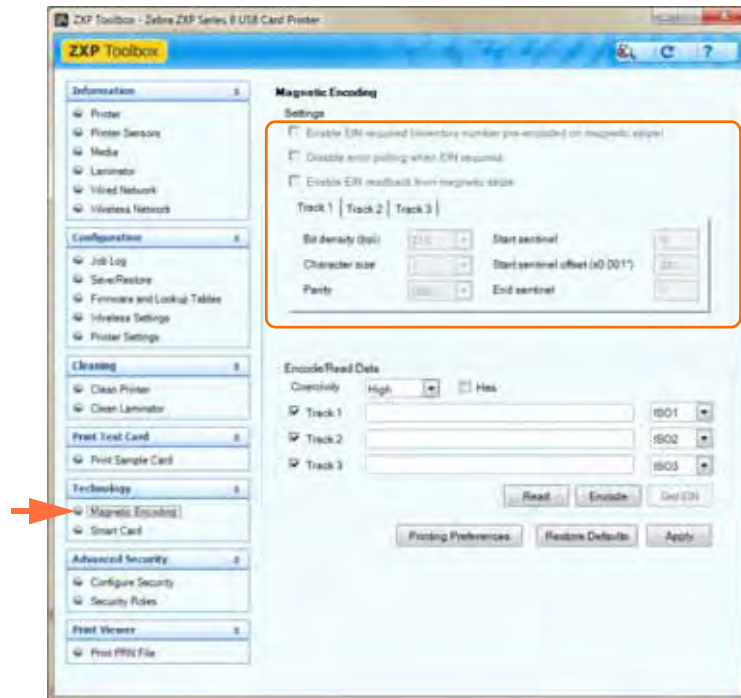 ZXP Toolbox - Zebra ZXP Series 8 USB Card Printer
ZXP Toolbox
?
Information
Printer
Printer Sensors
Media
Laminator
Wired Network
Wireless Network
Configuration
Job Log
Save/Restore
Firmware and Lookup Tables
Wireless Settings
Printer Settings
Cleaning
Clean Printer
Clean Laminator
Print Test Card
Print Sample Card
Technology
Magnetic Encoding
Smart Card
Advanced Security
Configure Security
Security Roles
Print Viewer
Print PRN File
Magnetic Encoding
Settings
Enable EIN required (inventory number pre-encoded on magnetic stripe)
Disable error polling when EIN required
Enable EIN readback from magnetic stripe
Track 1 Track 2 Track 3
Bit density (bpi) 210 Start sentinel
Character size Start sentinel offset (x0.001")
Parity End sentinel
Encode/Read Data
Coercivity High Hex
Track 1 ISO1
Track 2 ISO2
Track 3 ISO3
Read Encode Get EIN
Printing Preferences Restore Defaults Apply